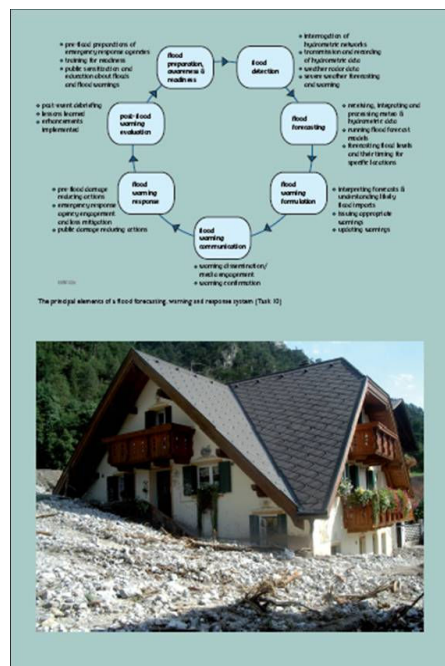 • pre-flood preparations of
emergency response agencies
• training for readiness
• public sensitization and
education about floods
and flood warnings
flood
preparation,
awareness &
readiness
flood
detection
• interrogation of
hydrometric networks
• transmission and recording
of hydrometric data
• weather radar data
• severe weather forecasting
and warning
• post-event debriefing
• lessons learned
• enhancements
implemented
post-flood
warning
evaluation
flood
forecasting
• receiving, integrating and
processing meteo &
hydrometric data
• running flood forecast
models
• forecasting flood levels
and their timing for
specific locations
• pre-flood damage
reducing actions
• emergency response
agency engagement
and loss mitigation
• public damage reducing actions
flood
warning
response
flood
warning
formulation
• interpreting forecasts &
understanding likely
flood impacts
• issuing appropriate
warnings
• updating warnings
flood
warning
communication
• warning dissemination/
media engagement
• warning confirmation
The principal elements of a flood forecasting, warning and response system (Task 10)